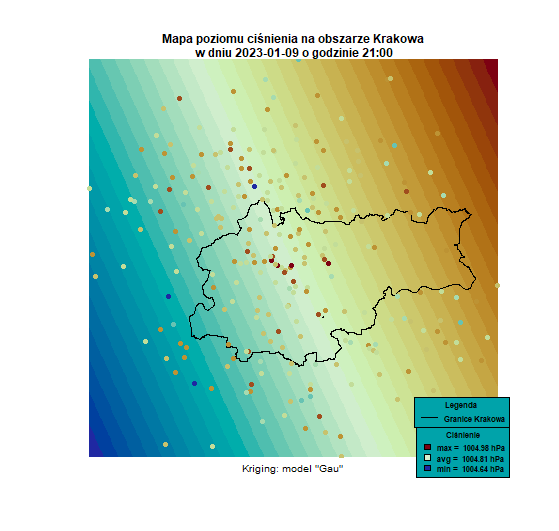 Mapa poziomu ciśnienia na obszarze Krakowa
w dniu 2023-01-09 o godzinie 21:00
Legenda
Granice Krakowa
Ciśnienie
max = 1004.98 hPa
avg = 1004.81 hPa
min = 1004.64 hPa
Kriging: model "Gau"